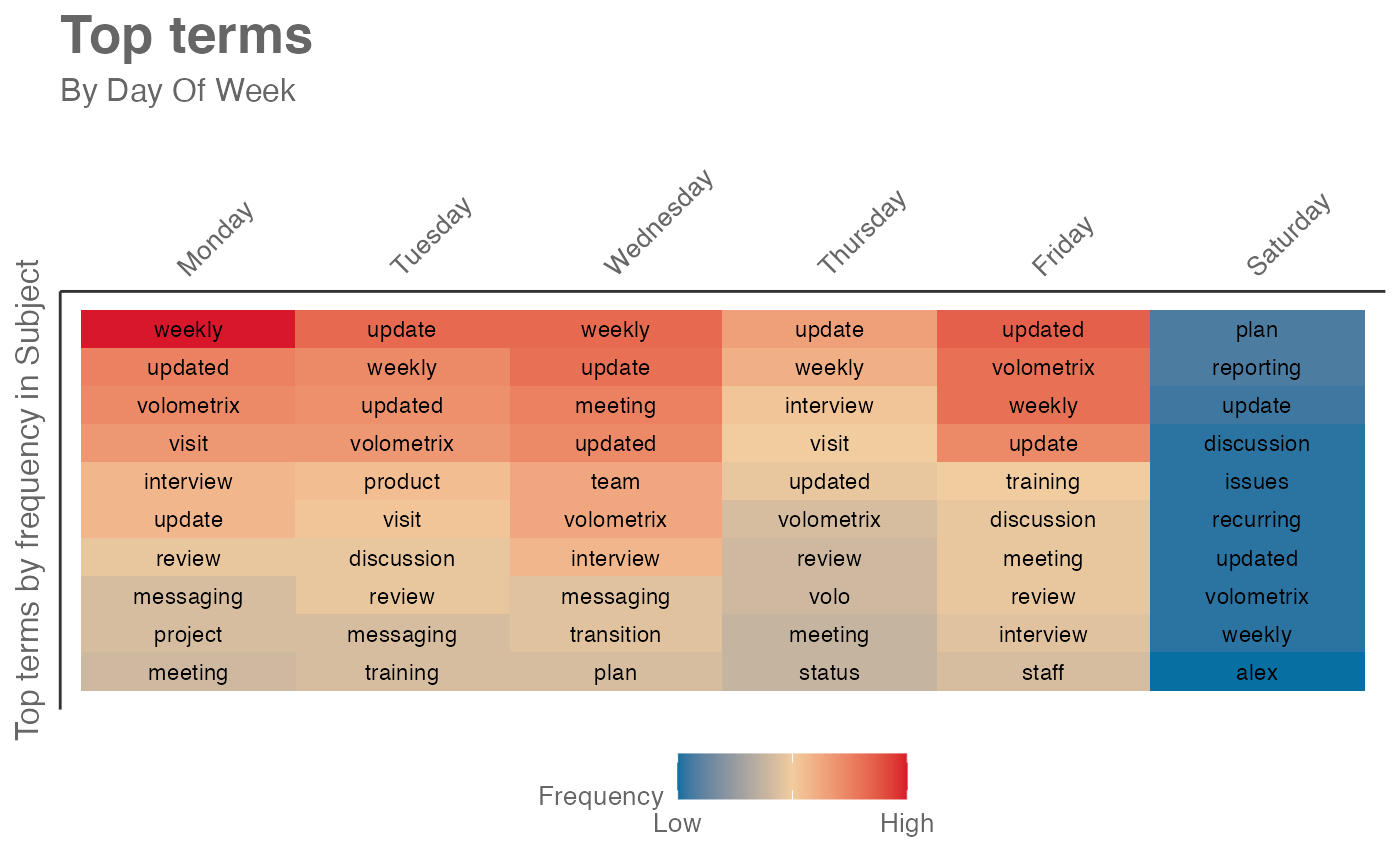 Top terms
By Day Of Week
Monday Tuesday Wednesday Thursday Friday Saturday
Top terms by frequency in Subject
weekly update weekly update updated plan
updated weekly update weekly volometrix reporting
volometrix updated meeting interview weekly update
visit volometrix updated visit update discussion
interview product team updated training issues
update visit volometrix volometrix discussion recurring
review discussion interview review meeting updated
messaging review messaging volo review volometrix
project messaging transition meeting interview weekly
meeting training plan status staff alex
Frequency
Low High